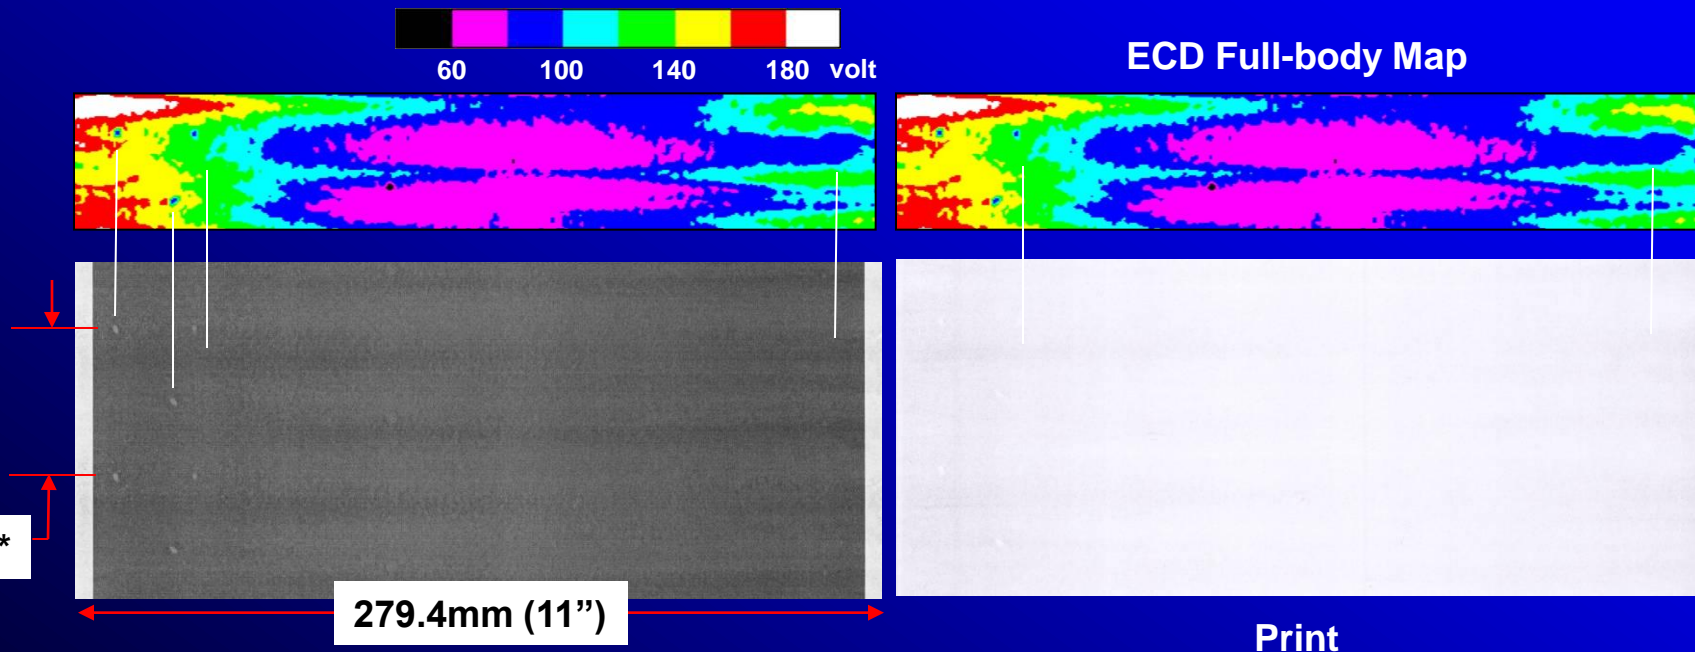 ECD Full-body Map
60 100 140 180 volt
*
279.4mm (11”)
Print